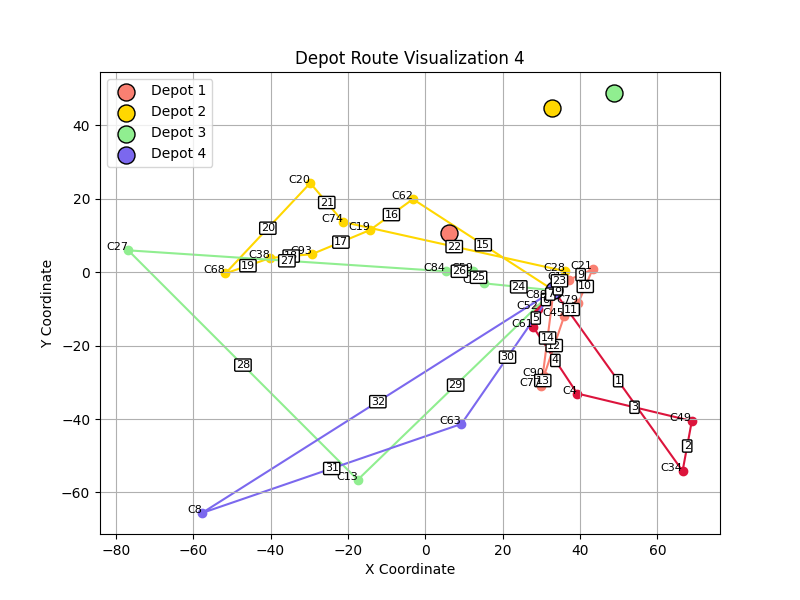 Depot Route Visualization 4
Depot 1
Depot 2
Depot 3
Depot 4
Y Coordinate
40
20
0
−20
−40
−60
−80
−60
−40
−20
0
20
40
60
X Coordinate
C20
21
C62
16
C74
C19
20
17
22
15
C27
C38
C93
27
19
C68
C84
26
25
24
C28
23
C21
9
10
C79
C45
11
C52
5
C61
14
12
4
C90
13
C4
1
3
C49
2
C34
30
29
28
32
C63
31
C13
C8